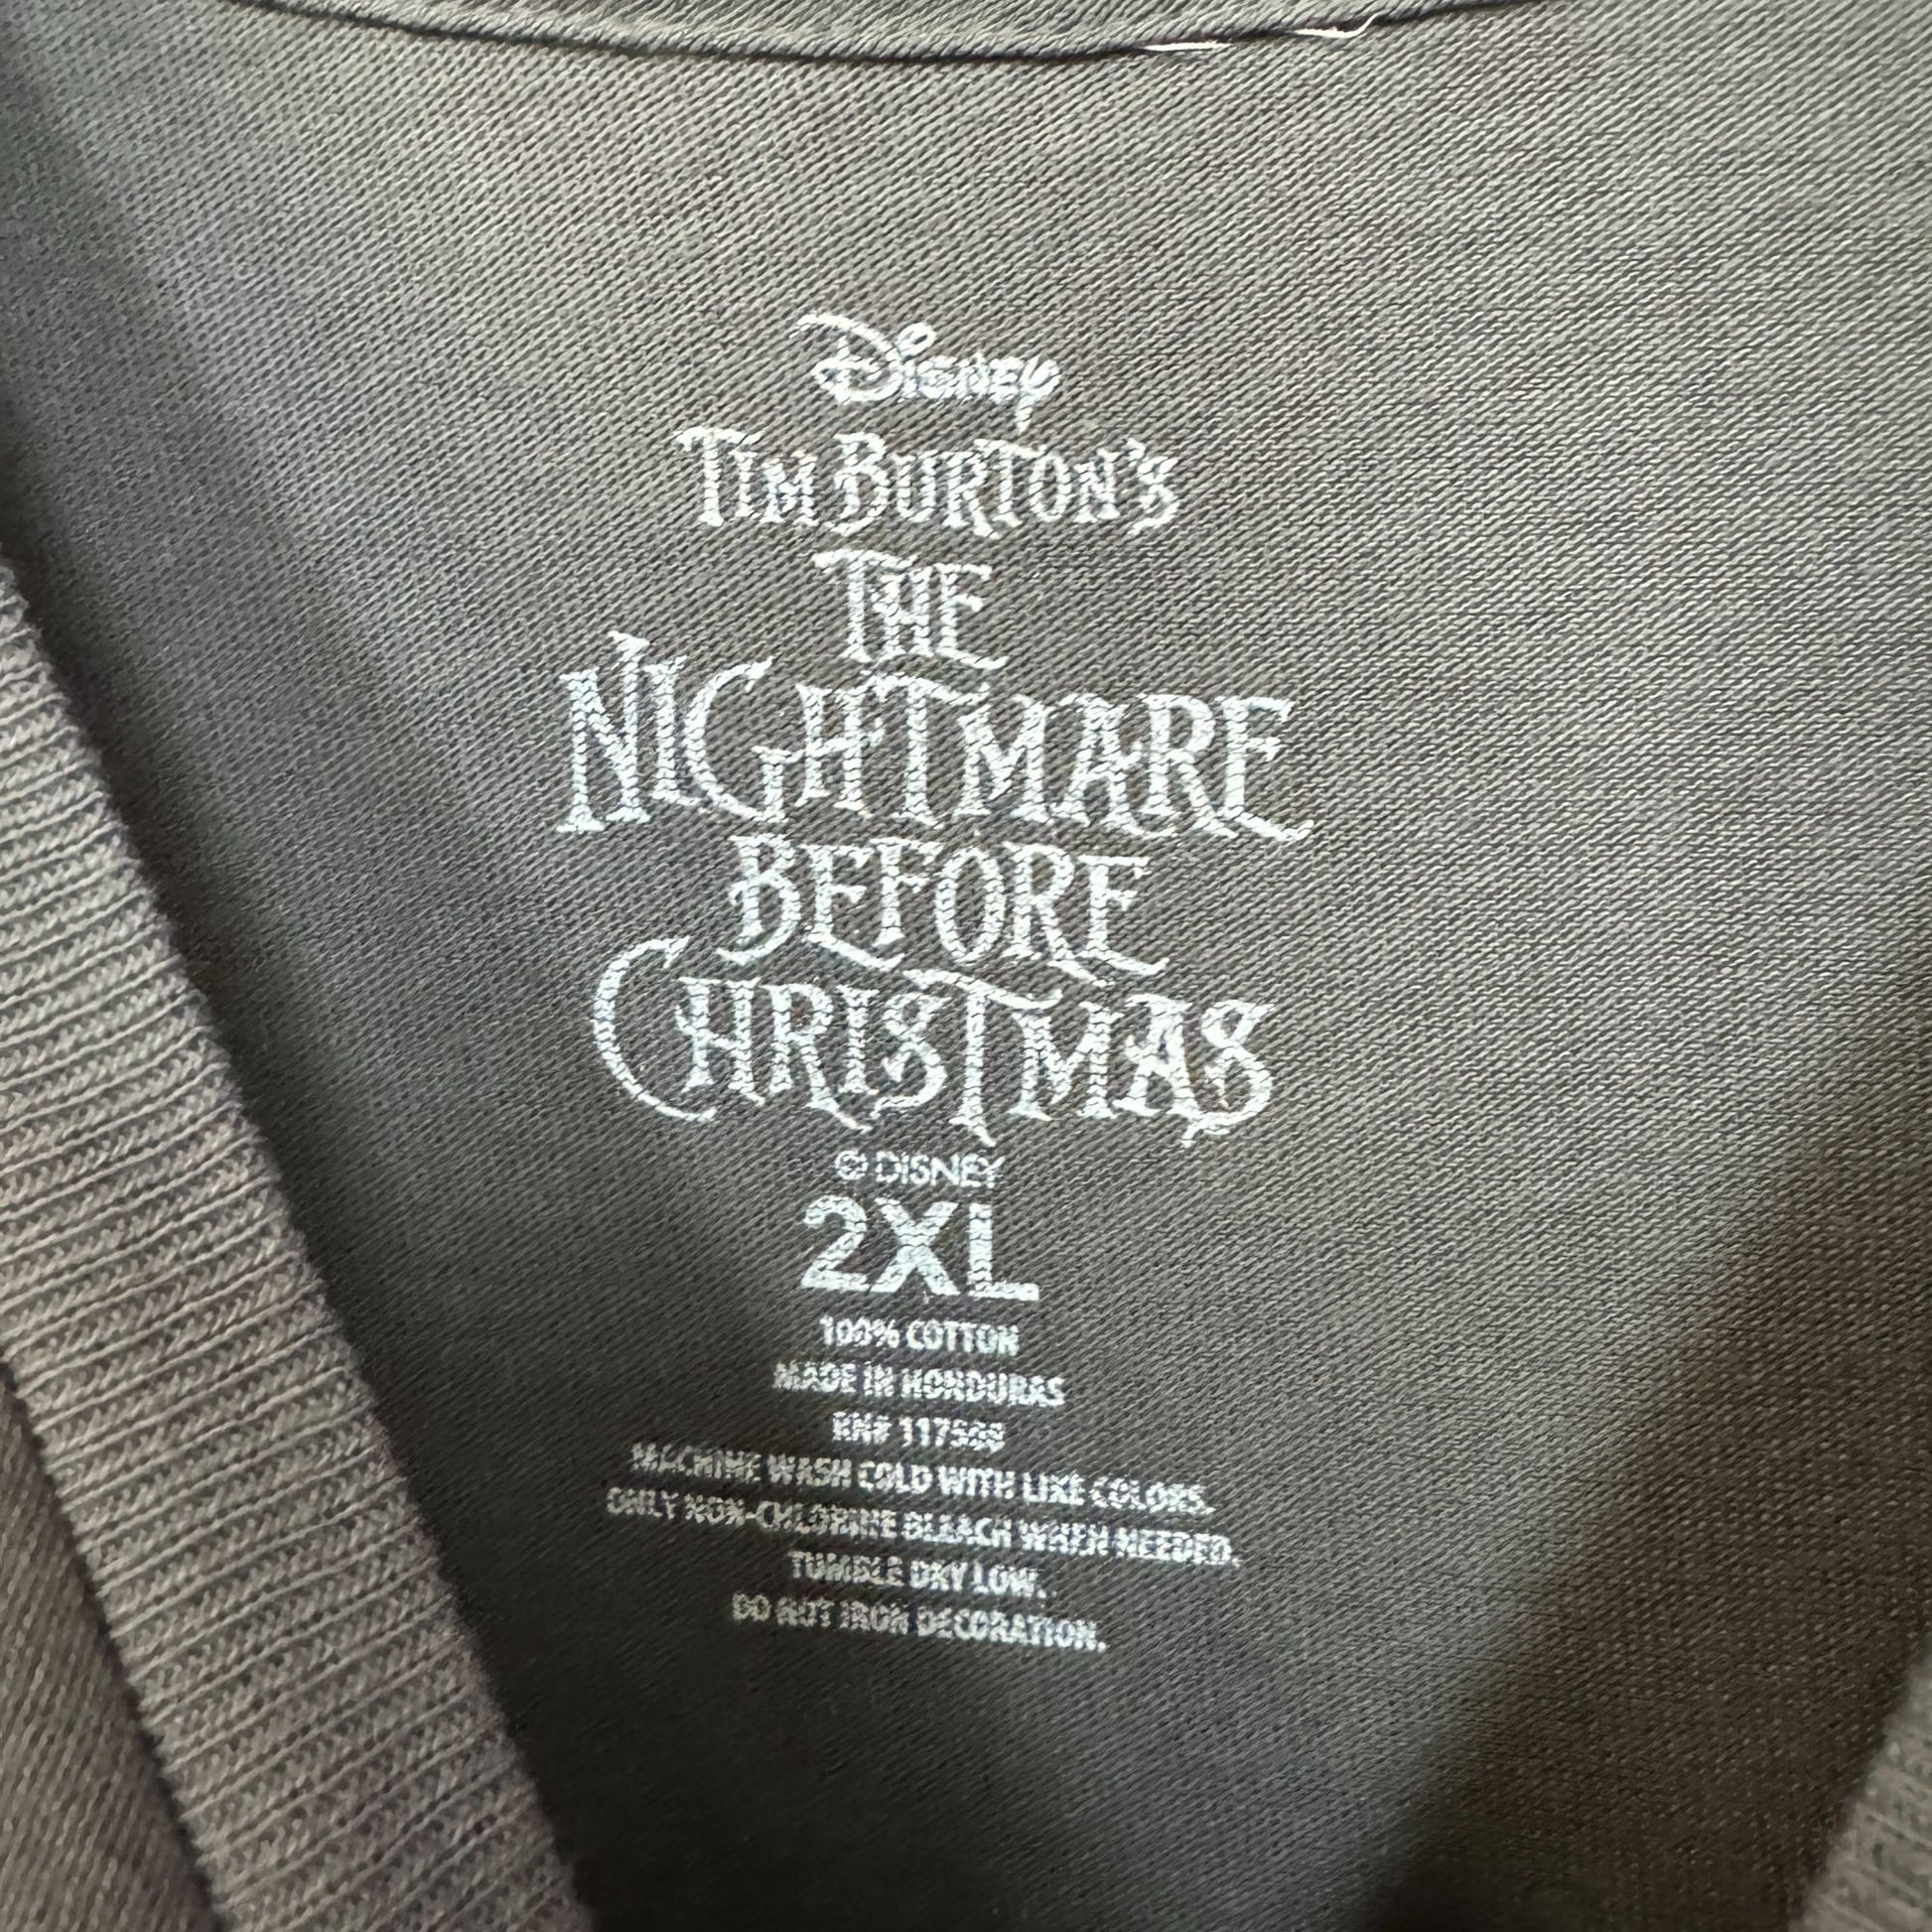 Disney
TIM BURTON'S
THE
NIGHTMARE
BEFORE
CHRISTMAS
© DISNEY
2XL
100% COTTON
MADE IN HONDURAS
RN#
MACHINE WASH COLD WITH LIKE COLORS.
ONLY NON-CHLORINE BLEACH WHEN NEEDED.
TUMBLE DRY LOW.
DO NOT IRON DECORATION.